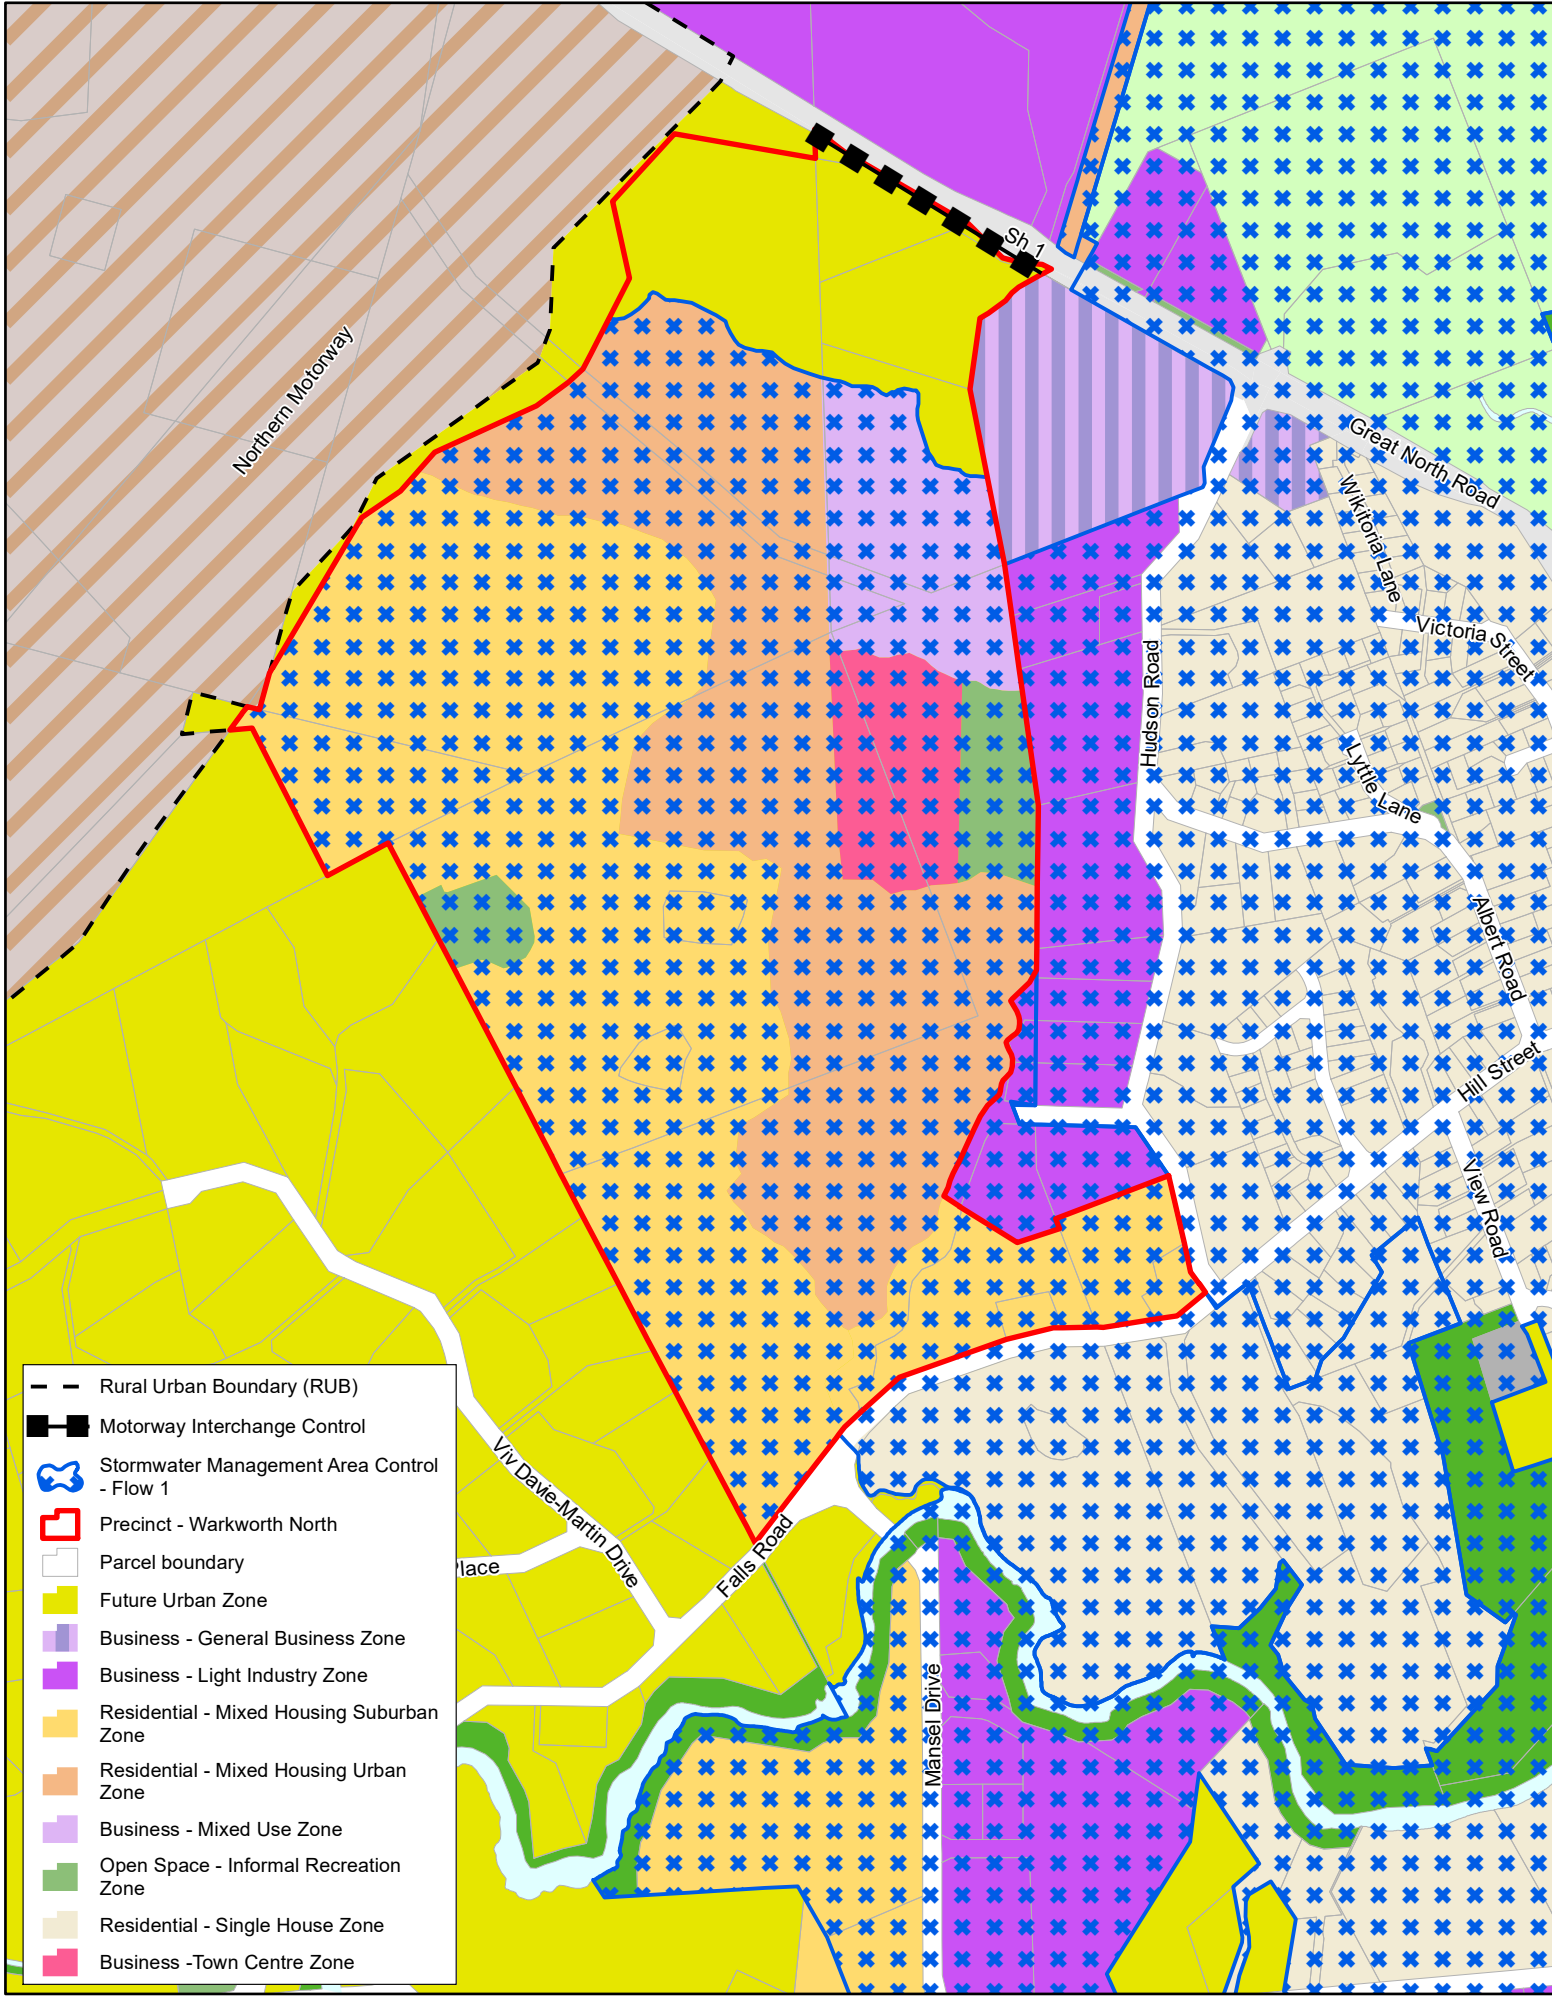 Sh 1
Northern Motorway
Great North Road
Wikitoria Lane
Victoria Street
Hudson Road
Lyttle Lane
Albert Road
Hill Street
View Road
Viv Davie-Martin Drive
Place
Falls Road
Mansel Drive
Rural Urban Boundary (RUB)
Motorway Interchange Control
Stormwater Management Area Control
- Flow 1
Precinct - Warkworth North
Parcel boundary
Future Urban Zone
Business - General Business Zone
Business - Light Industry Zone
Residential - Mixed Housing Suburban
Zone
Residential - Mixed Housing Urban
Zone
Business - Mixed Use Zone
Open Space - Informal Recreation
Zone
Residential - Single House Zone
Business -Town Centre Zone